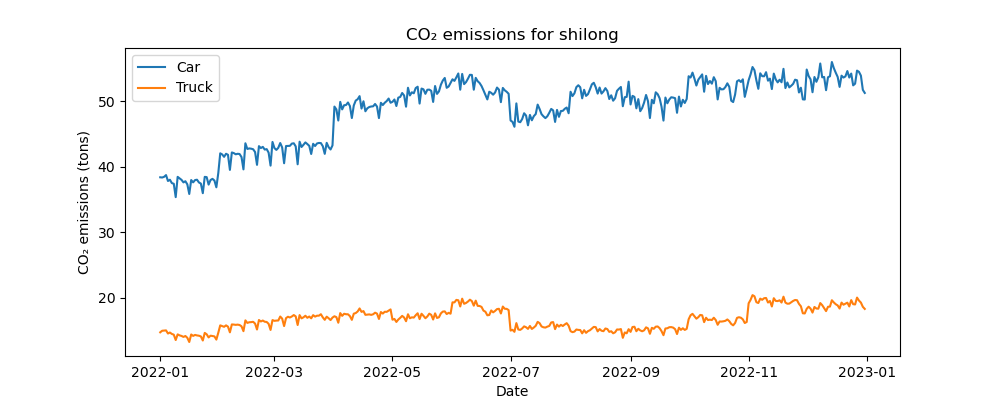 CO₂ emissions for shilong
Car
Truck
CO₂ emissions (tons)
50
40
30
20
2022-01
2022-03
2022-05
2022-07
2022-09
2022-11
2023-01
Date